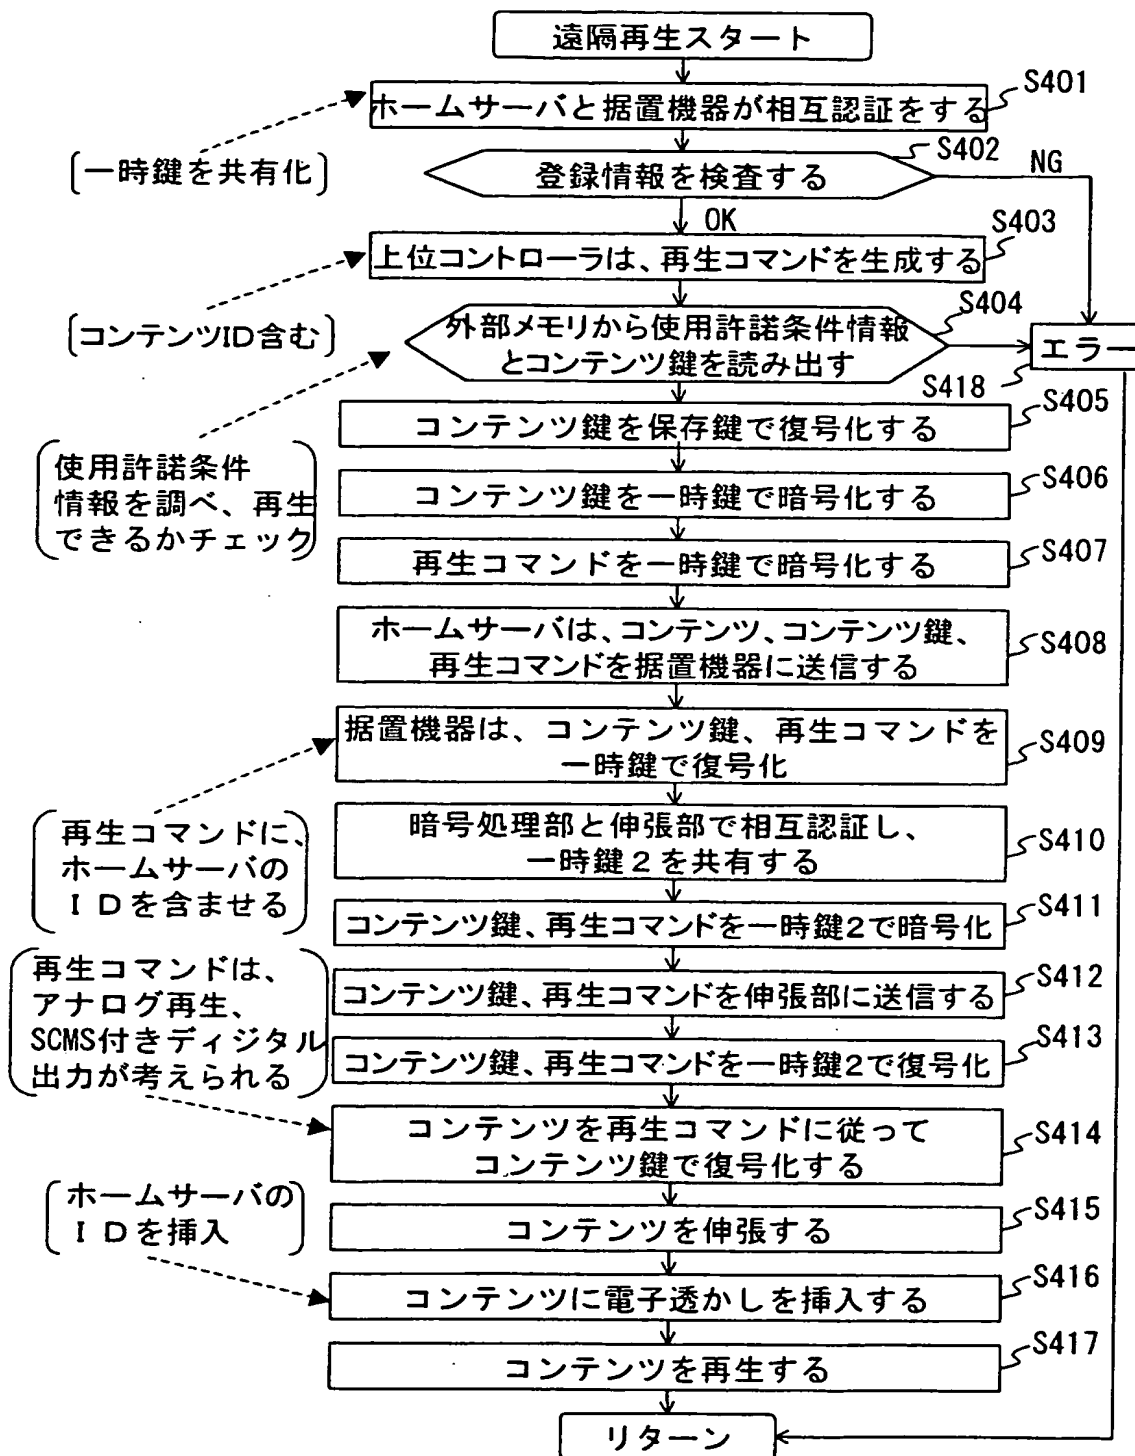 遠隔再生スタート
S401
ホームサーバと据置機器が相互認証をする
〔一時鍵を共有化〕
S402
登録情報を検査する
NG
OK
S403
上位コントローラは、再生コマンドを生成する
〔コンテンツID含む〕
S404
外部メモリから使用許諾条件情報
とコンテンツ鍵を読み出す
エラー
S418
使用許諾条件
情報を調べ、再生
できるかチェック
S405
コンテンツ鍵を保存鍵で復号化する
S406
コンテンツ鍵を一時鍵で暗号化する
S407
再生コマンドを一時鍵で暗号化する
S408
ホームサーバは、コンテンツ、コンテンツ鍵、
再生コマンドを据置機器に送信する
S409
据置機器は、コンテンツ鍵、再生コマンドを
一時鍵で復号化
再生コマンドに、
ホームサーバの
IDを含ませる
S410
暗号処理部と伸張部で相互認証し、
一時鍵2を共有する
S411
コンテンツ鍵、再生コマンドを一時鍵2で暗号化
再生コマンドは、
アナログ再生、
SCMS付きディジタル
出力が考えられる
S412
コンテンツ鍵、再生コマンドを伸張部に送信する
S413
コンテンツ鍵、再生コマンドを一時鍵2で復号化
S414
コンテンツを再生コマンドに従って
コンテンツ鍵で復号化する
ホームサーバの
IDを挿入
S415
コンテンツを伸張する
S416
コンテンツに電子透かしを挿入する
S417
コンテンツを再生する
リターン